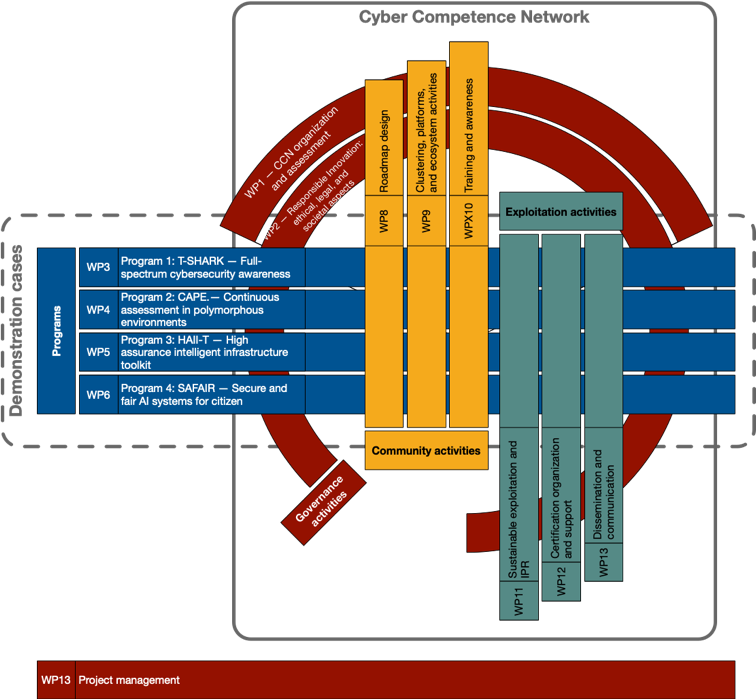 Cyber Competence Network
WP1 — CCN organization
and assessment
WP2 — Responsible Innovation:
ethical, legal, and
societal aspects
Roadmap design
WP8
Clustering, platforms,
and ecosystem activities
WP9
Training and awareness
WPX10
Exploitation activities
Demonstration cases
Programs
WP3
Program 1: T-SHARK — Full-
spectrum cybersecurity awareness
WP4
Program 2: CAPE.— Continuous
assessment in polymorphous
environments
WP5
Program 3: HAII-T — High
assurance intelligent infrastructure
toolkit
WP6
Program 4: SAFAIR — Secure and
fair AI systems for citizen
Community activities
Governance
activities
Sustainable exploitation and
IPR
WP11
Certification organization
and support
WP12
Dissemination and
communication
WP13
WP13
Project management